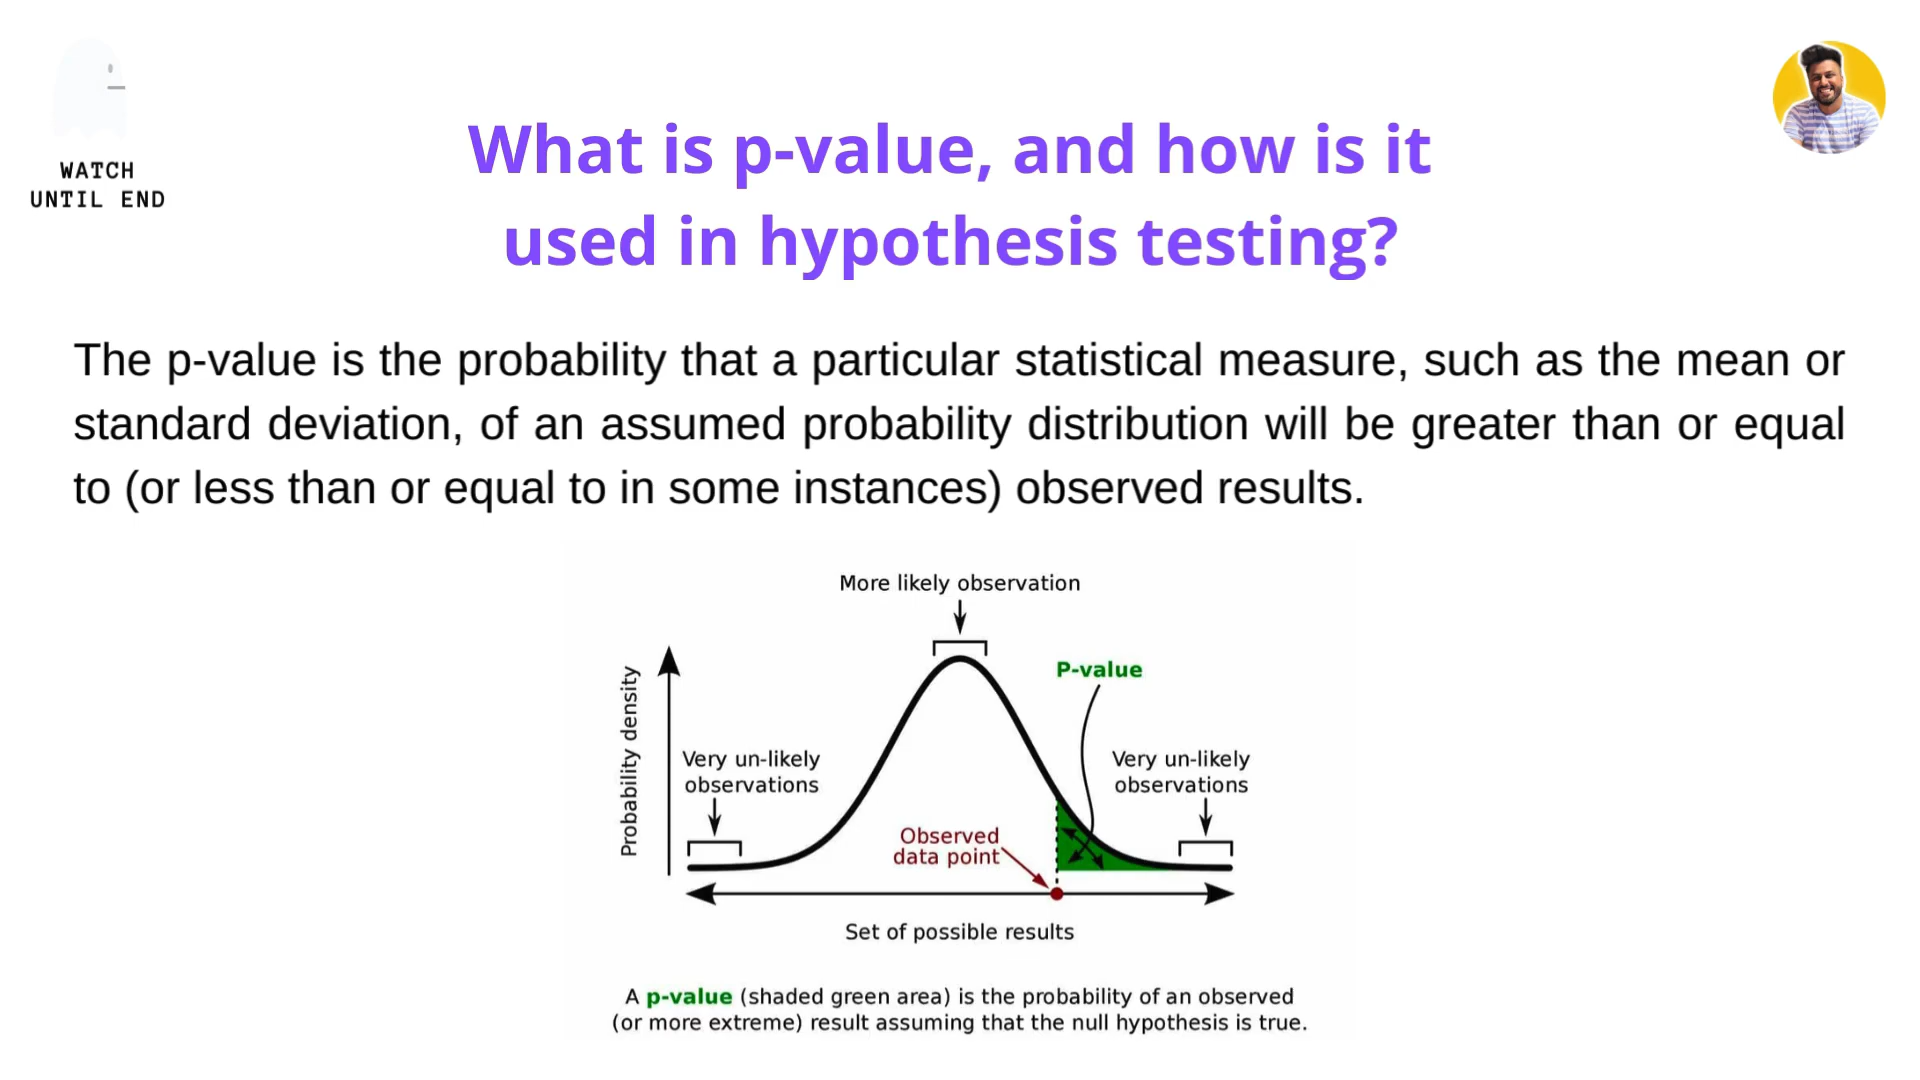 WATCH
UNTIL END
What is p-value, and how is it
used in hypothesis testing?
The p-value is the probability that a particular statistical measure, such as the mean or
standard deviation, of an assumed probability distribution will be greater than or equal
to (or less than or equal to in some instances) observed results.
More likely observation
P-value
Probability density
Very un-likely
observations
Very un-likely
observations
Observed
data point
Set of possible results
A p-value (shaded green area) is the probability of an observed
(or more extreme) result assuming that the null hypothesis is true.